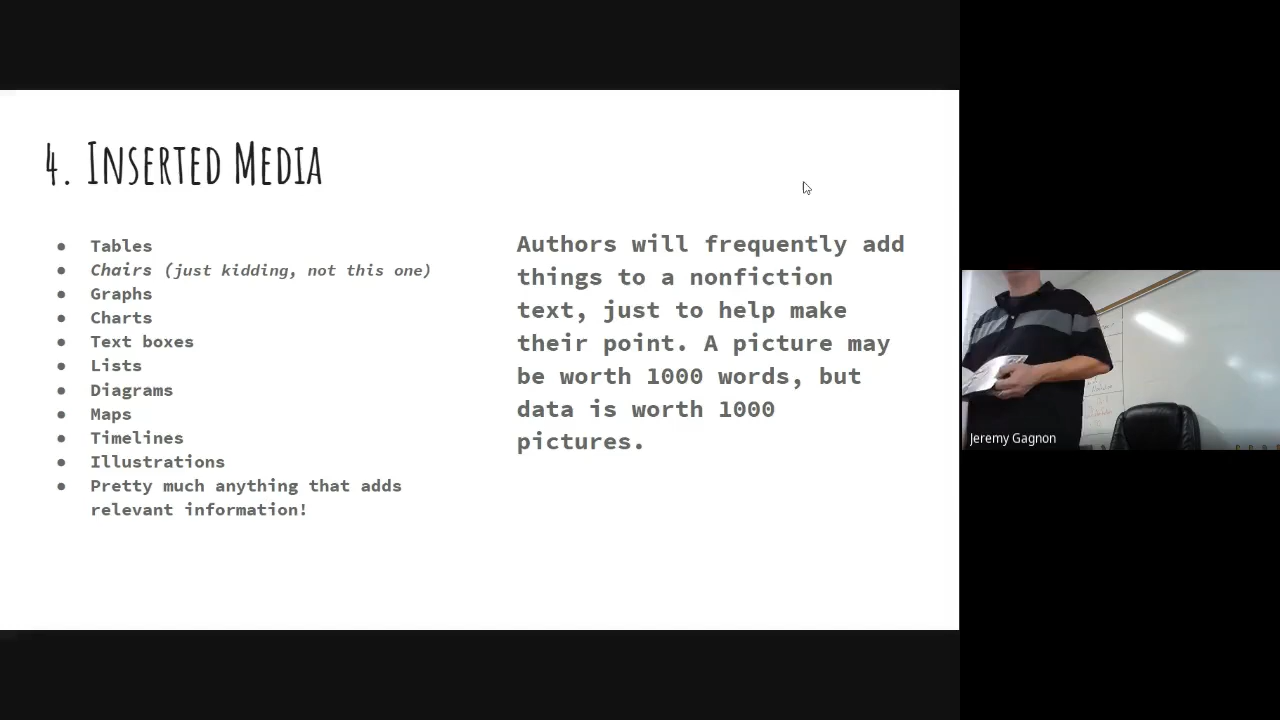 4. Inserted Media
● Tables
● Chairs (just kidding, not this one)
● Graphs
● Charts
● Text boxes
● Lists
● Diagrams
● Maps
● Timelines
● Illustrations
● Pretty much anything that adds
relevant information!
Authors will frequently add
things to a nonfiction
text, just to help make
their point. A picture may
be worth 1000 words, but
data is worth 1000
pictures.
Jeremy Gagnon